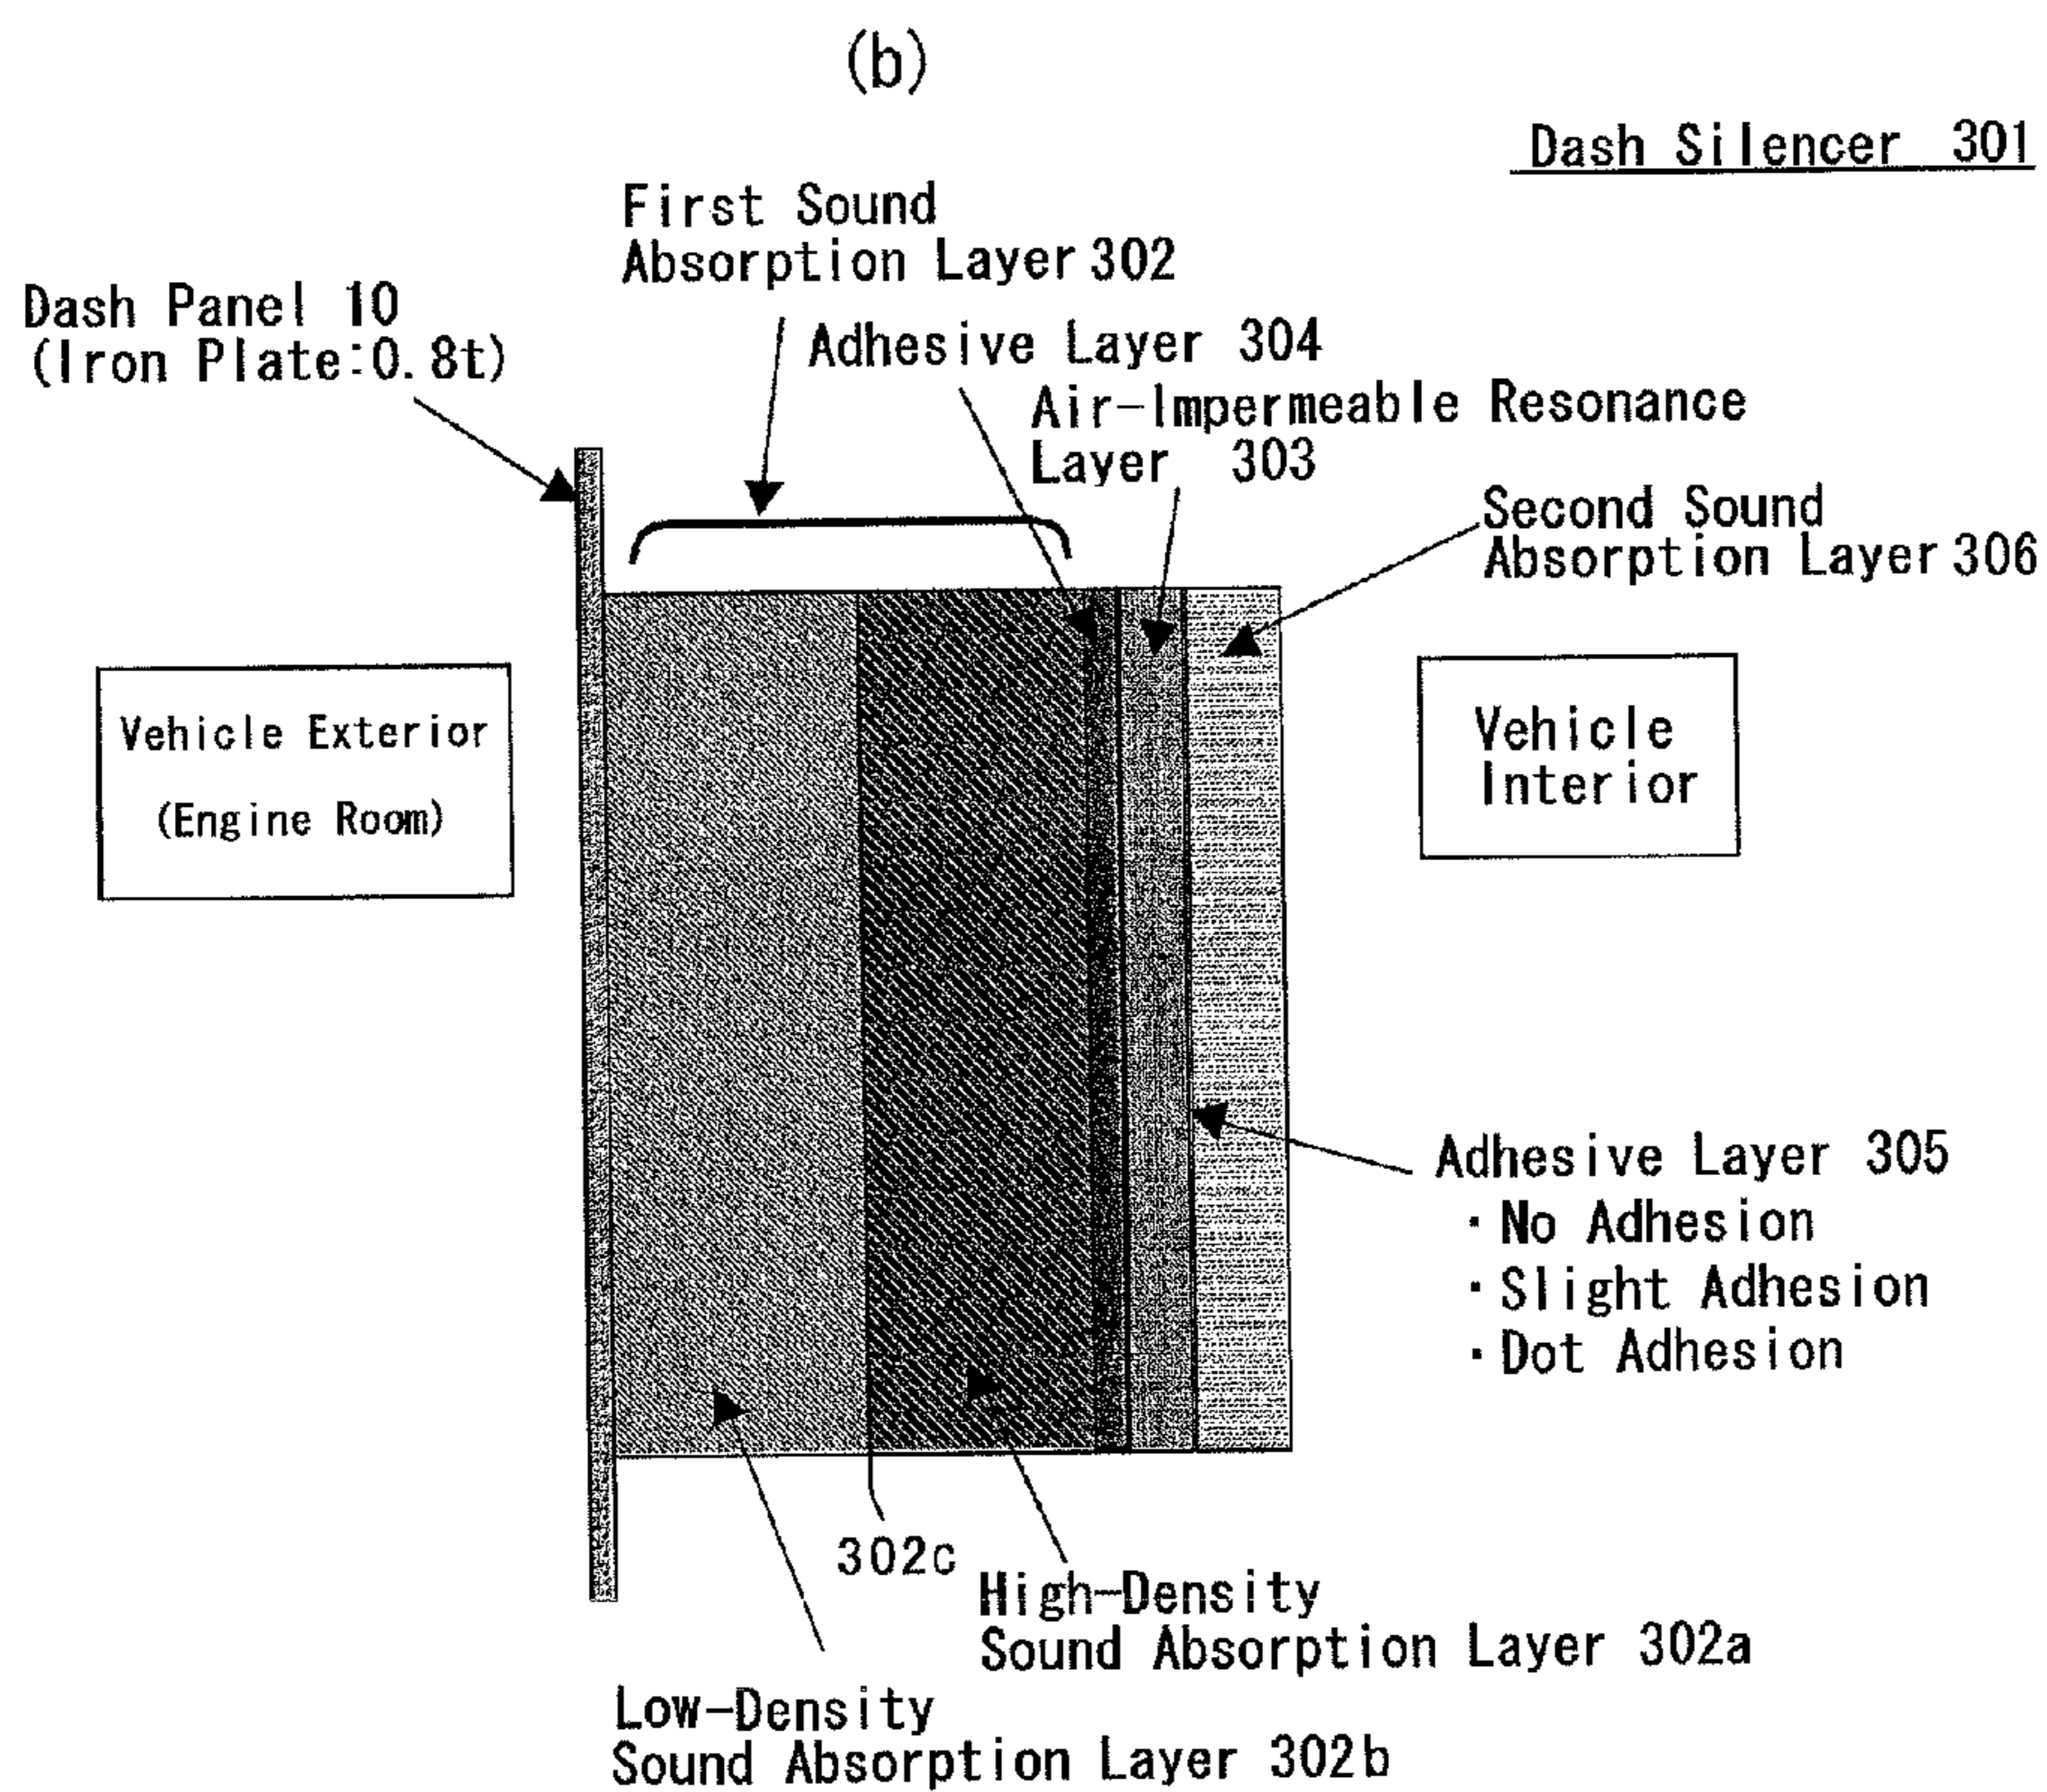 (b)
Dash Silencer 301
First Sound
Absorption Layer 302
Dash Panel 10
(Iron Plate:0.8t)
Adhesive Layer 304
Air-Impermeable Resonance
Layer 303
Second Sound
Absorption Layer 306
Vehicle Exterior
(Engine Room)
Vehicle
Interior
Adhesive Layer 305
・No Adhesion
・Slight Adhesion
・Dot Adhesion
302c
High-Density
Sound Absorption Layer 302a
Low-Density
Sound Absorption Layer 302b